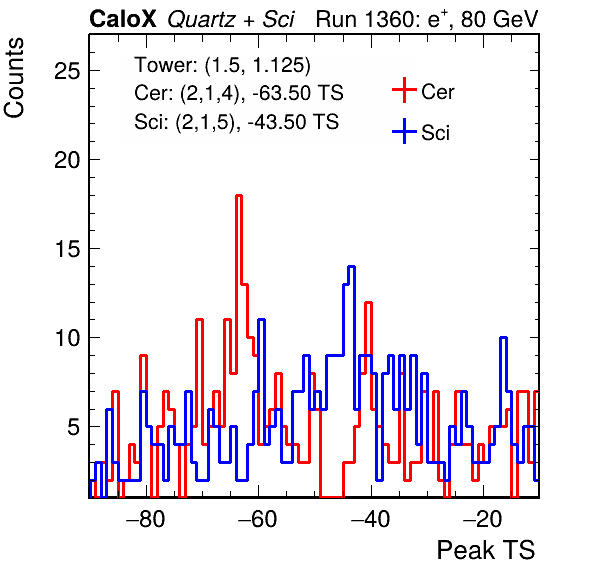 CaloX Quartz + Sci Run 1360: e⁺, 80 GeV
Counts
Tower: (1.5, 1.125)
Cer: (2,1,4), -63.50 TS
Sci: (2,1,5), -43.50 TS
Cer
Sci
25
20
15
10
5
−80 −60 −40 −20
Peak TS